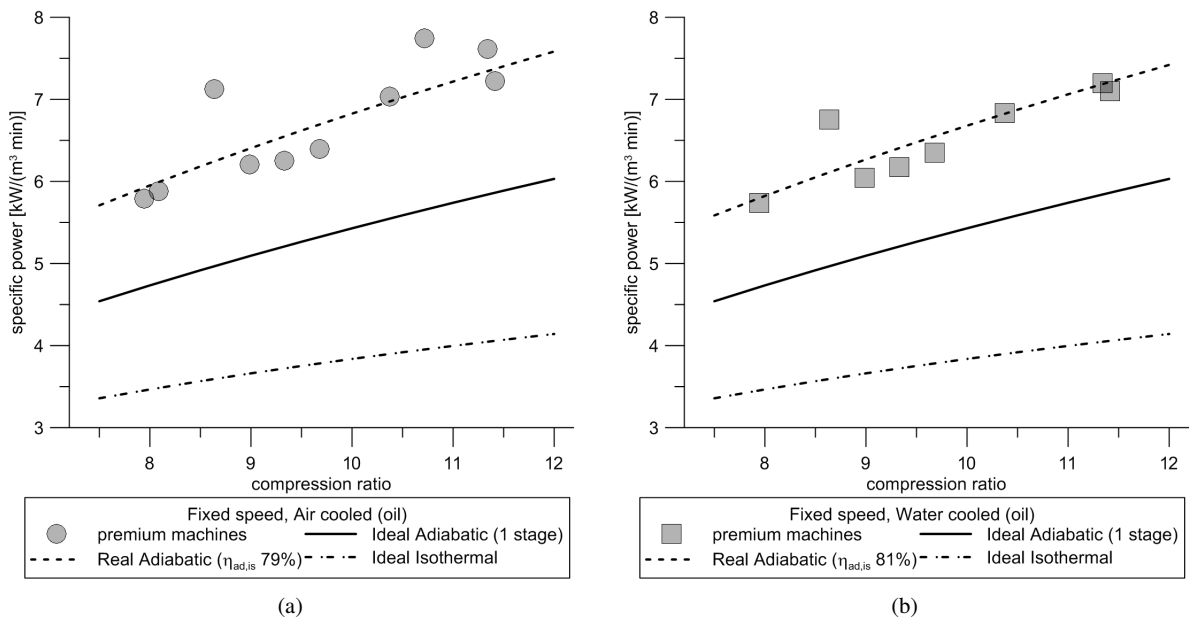 8
7
6
5
4
3
specific power [kW/(m³ min)]
8 9 10 11 12
compression ratio
Fixed speed, Air cooled (oil)
premium machines Ideal Adiabatic (1 stage)
Real Adiabatic (ηad,is 79%) Ideal Isothermal
(a)
8
7
6
5
4
3
specific power [kW/(m³ min)]
8 9 10 11 12
compression ratio
Fixed speed, Water cooled (oil)
premium machines Ideal Adiabatic (1 stage)
Real Adiabatic (ηad,is 81%) Ideal Isothermal
(b)